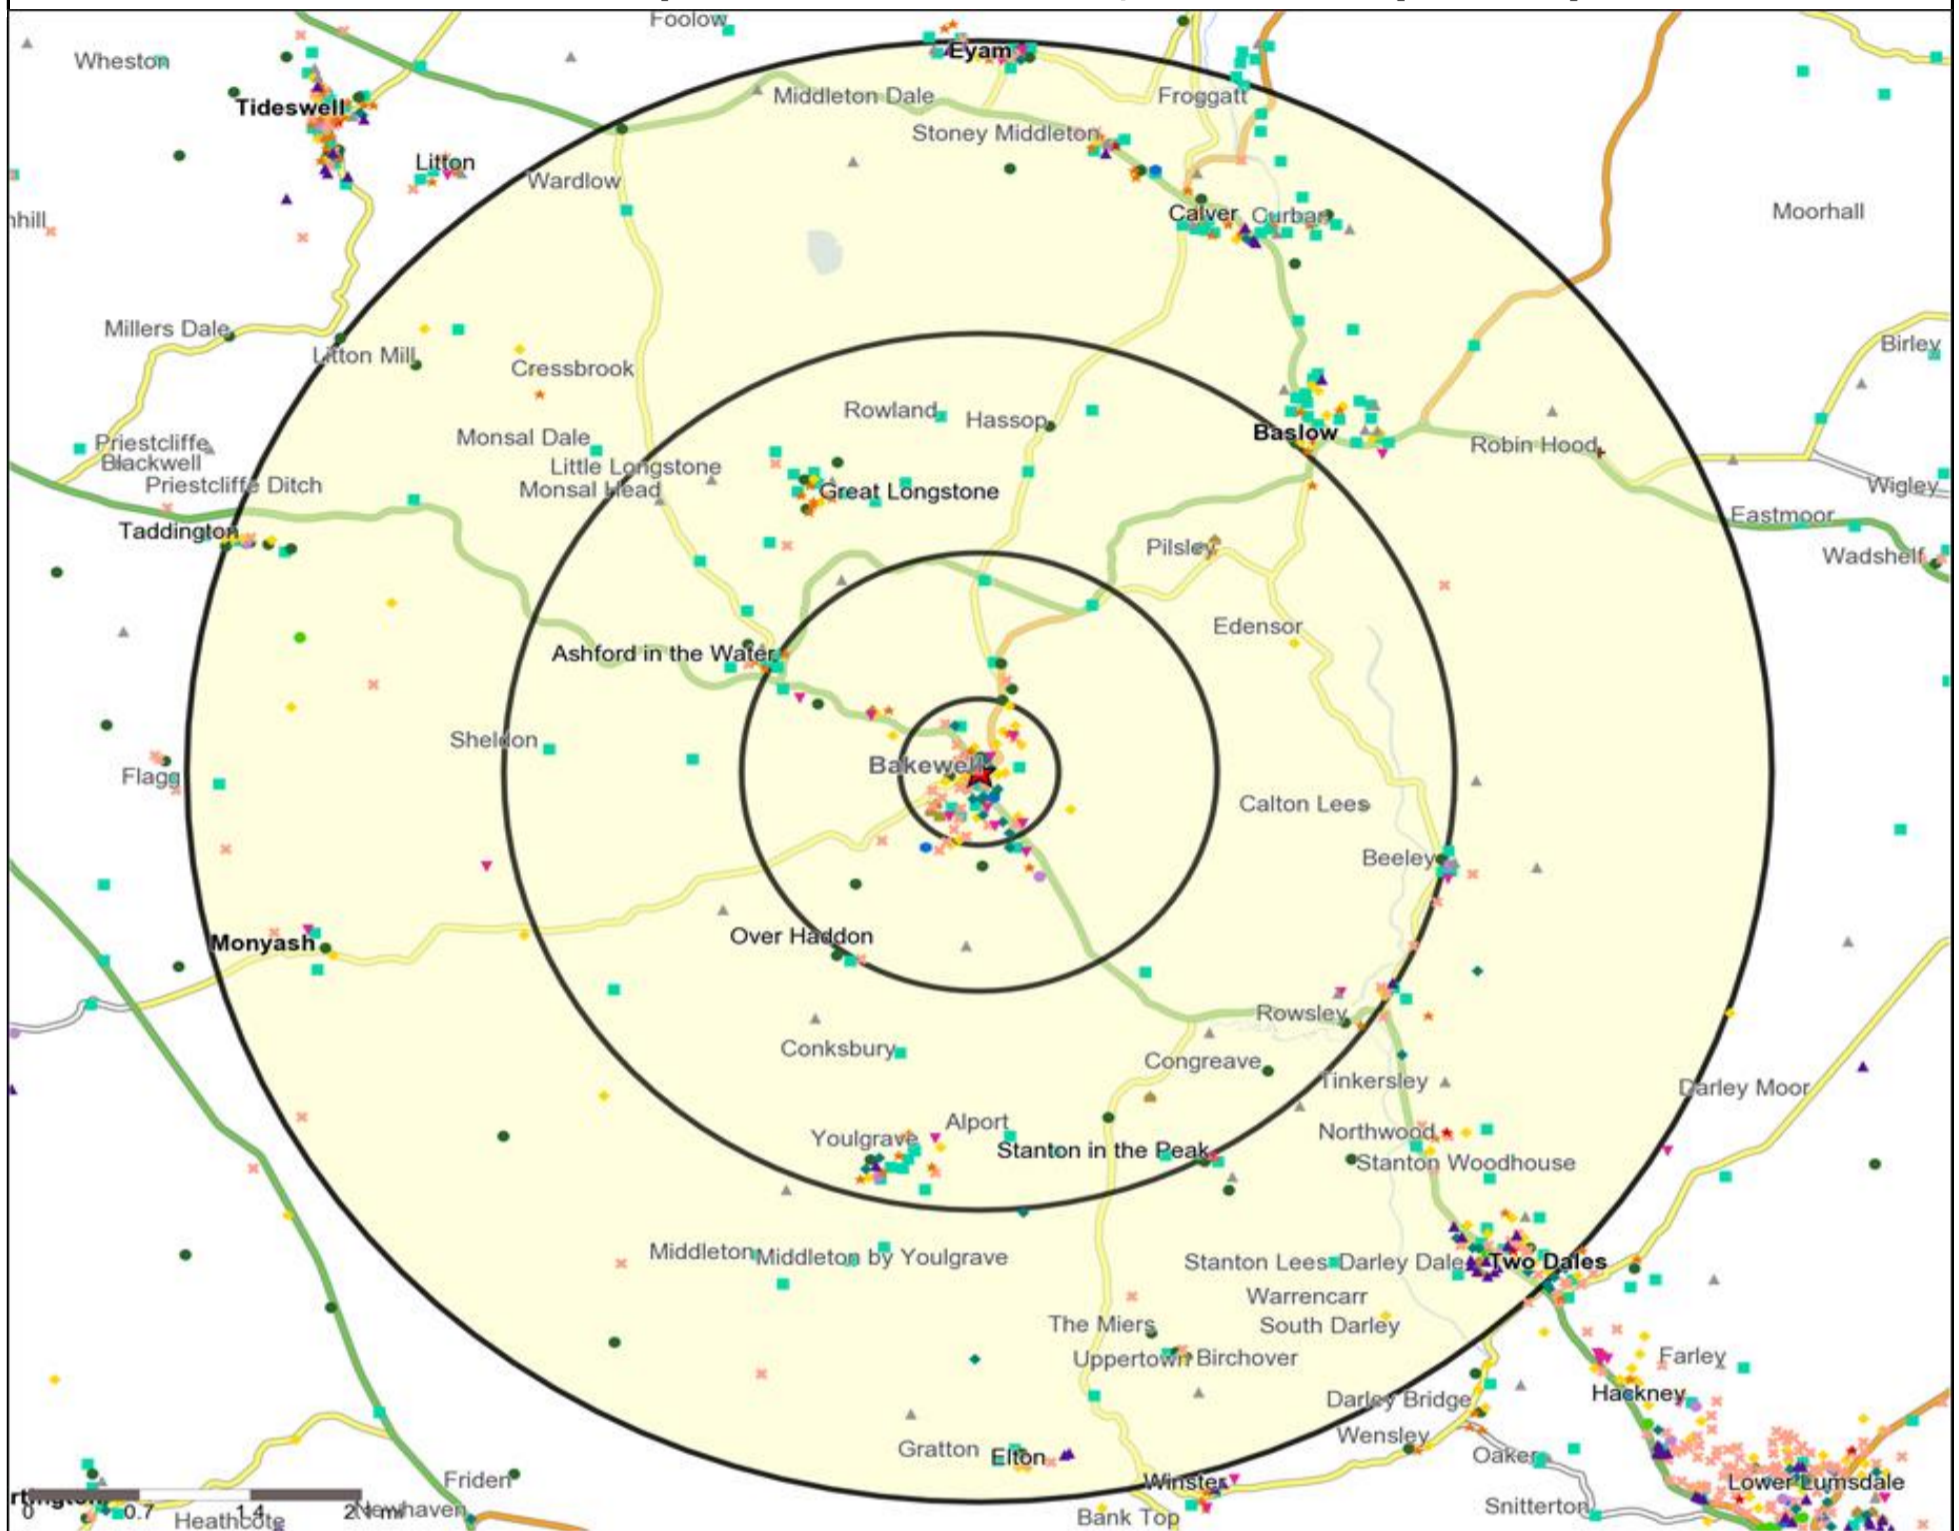 Foolow
Eyam
Wheston
Middleton Dale
Froggatt
Tideswell
Stoney Middleton
Litton
Wardlow
Calver
Curbar
Moorhall
Millers Dale
Litton Mill
Birley
Cressbrook
Rowland
Hassop
Baslow
Monsal Dale
Robin Hood
Priestcliffe
Blackwell
Little Longstone
Priestcliffe Ditch
Monsal Head
Great Longstone
Wigley
Eastmoor
Taddington
Pilsley
Wadshelf
Edensor
Ashford in the Water
Sheldon
Bakewell
Flagg
Calton Lees
Beeley
Monyash
Over Haddon
Rowsley
Conksbury
Congreave
Tinkersley
Darley Moor
Alport
Youlgrave
Northwood
Stanton in the Peak
Stanton Woodhouse
Middleton
Middleton by Youlgrave
Stanton Lees
Darley Dale
Two Dales
Warrencarr
The Miers
South Darley
Uppertown
Birchover
Farley
Hackney
Darley Bridge
Wensley
Gratton
Elton
Oaker
Friden
Winster
Lower Lumsdale
0
0.7
1.4
2.1 mi
Newhaven
Heathcote
Bank Top
Snitterton